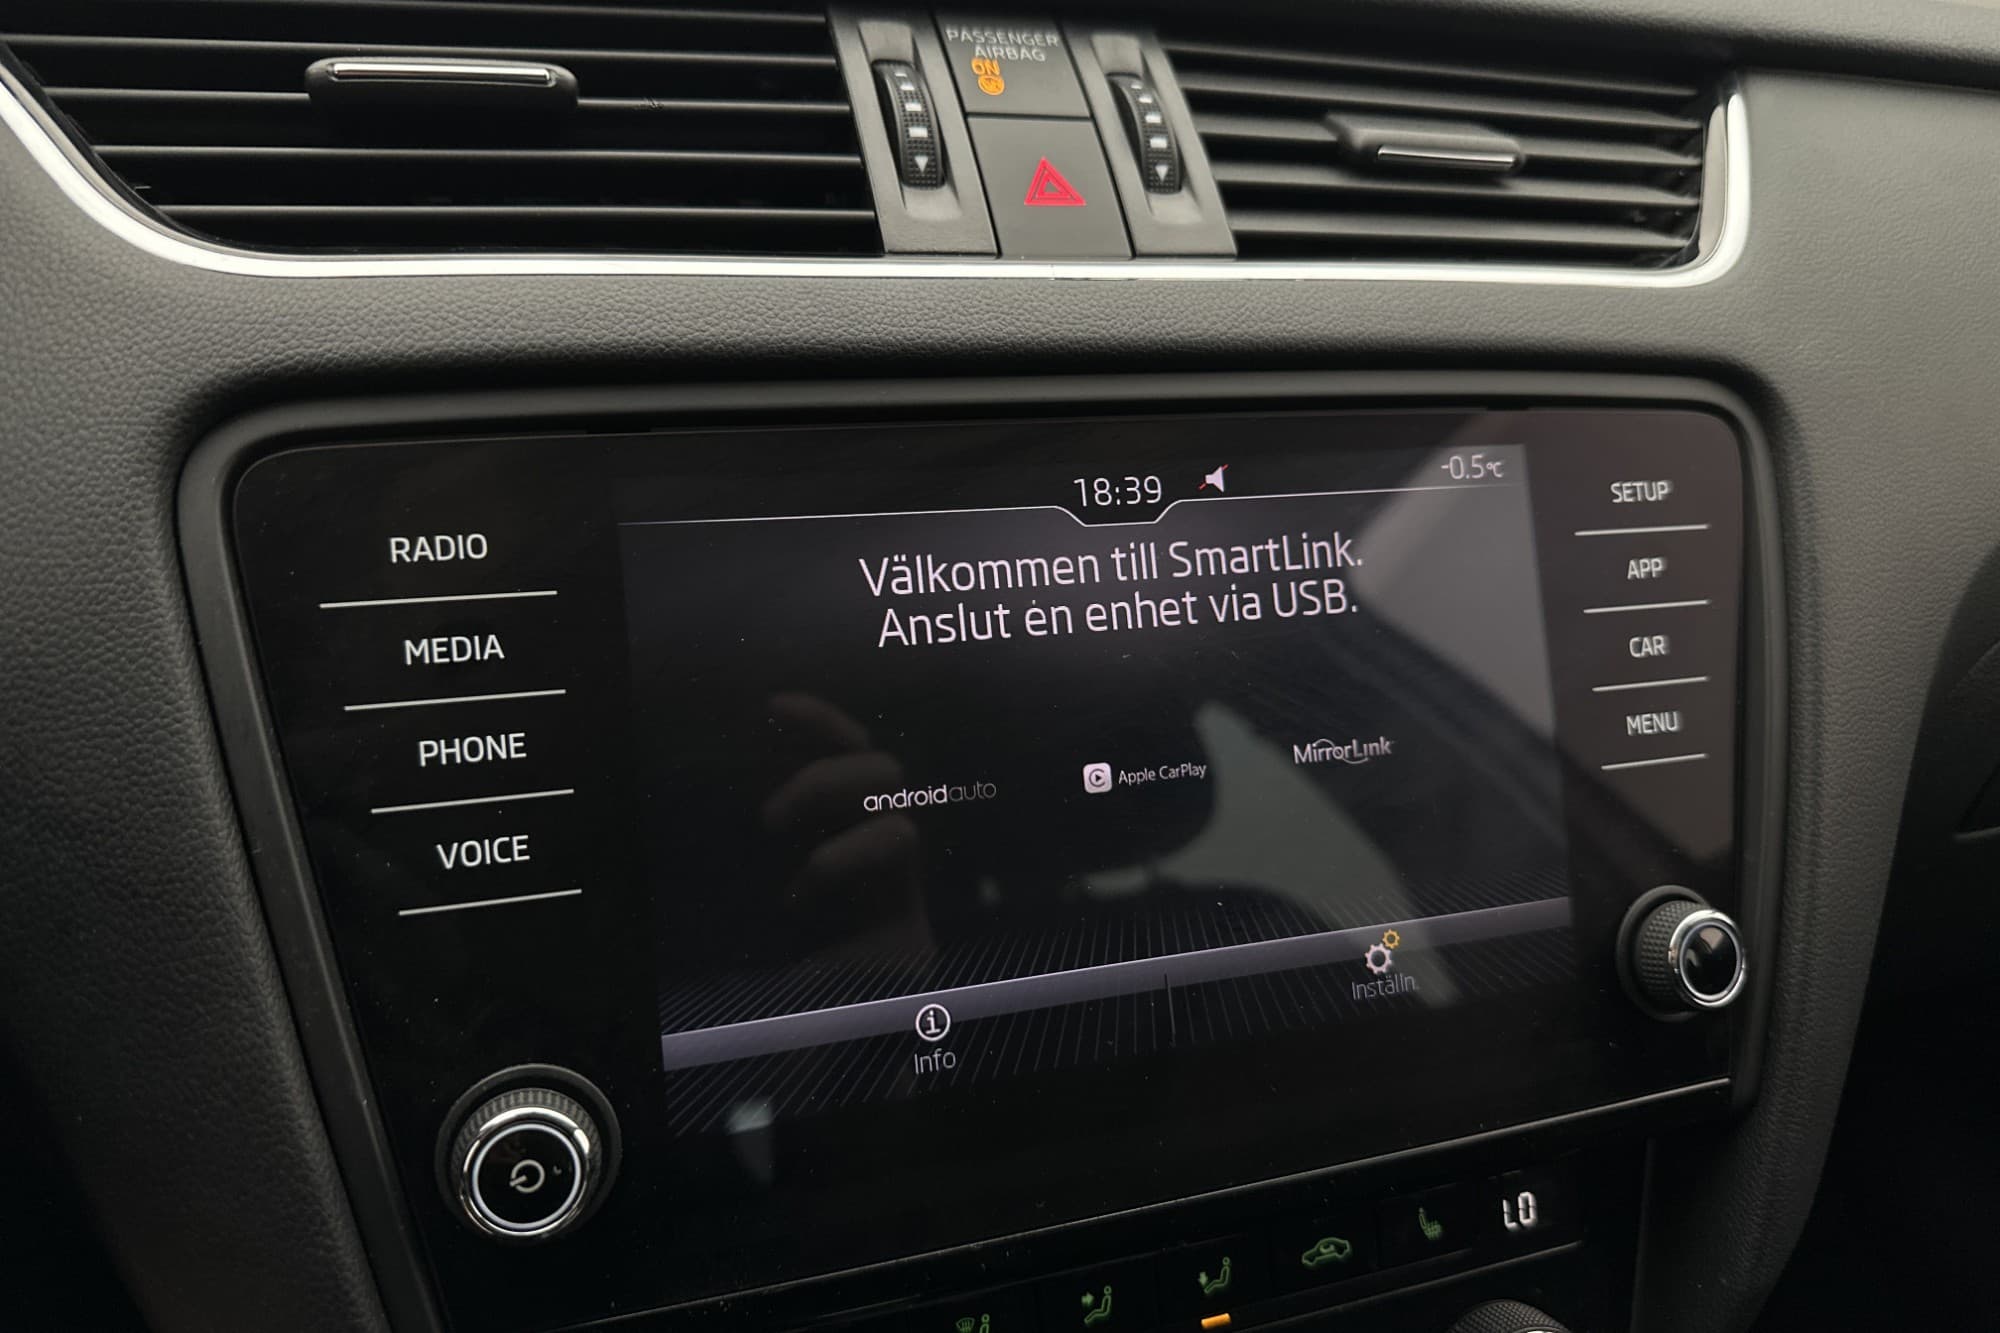 PASSENGER
AIRBAG
ON
18:39
-0.5°C
RADIO
MEDIA
PHONE
VOICE
Välkommen till SmartLink.
Anslut en enhet via USB.
androidauto
Apple CarPlay
MirrorLink
Info
Inställn.
SETUP
APP
CAR
MENU
LO